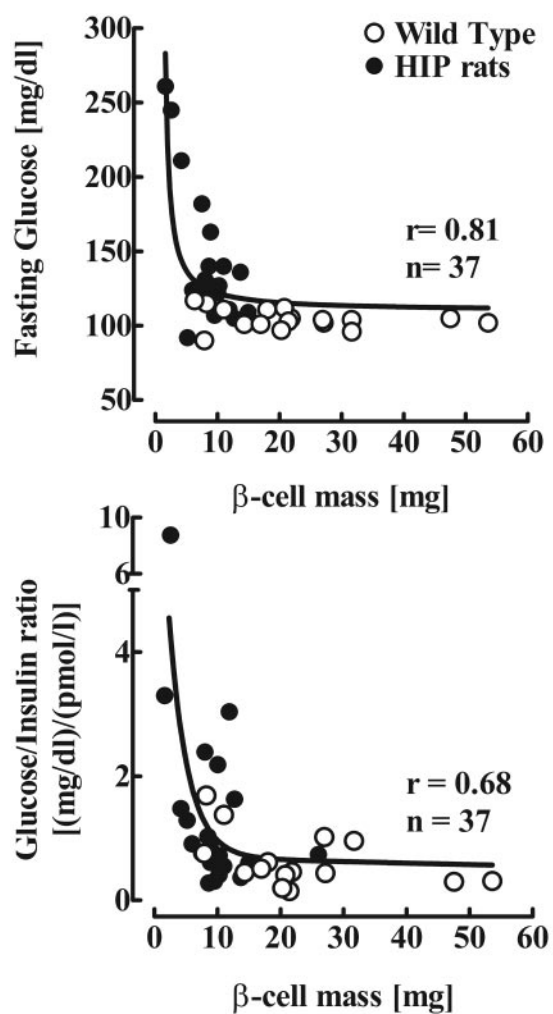 Wild Type
HIP rats
Fasting Glucose [mg/dl]
300
250
200
150
100
50
r= 0.81
n= 37
0 10 20 30 40 50 60
β-cell mass [mg]
Glucose/Insulin ratio
[(mg/dl)/(pmol/l)]
10
6
4
2
0
r = 0.68
n = 37
0 10 20 30 40 50 60
β-cell mass [mg]